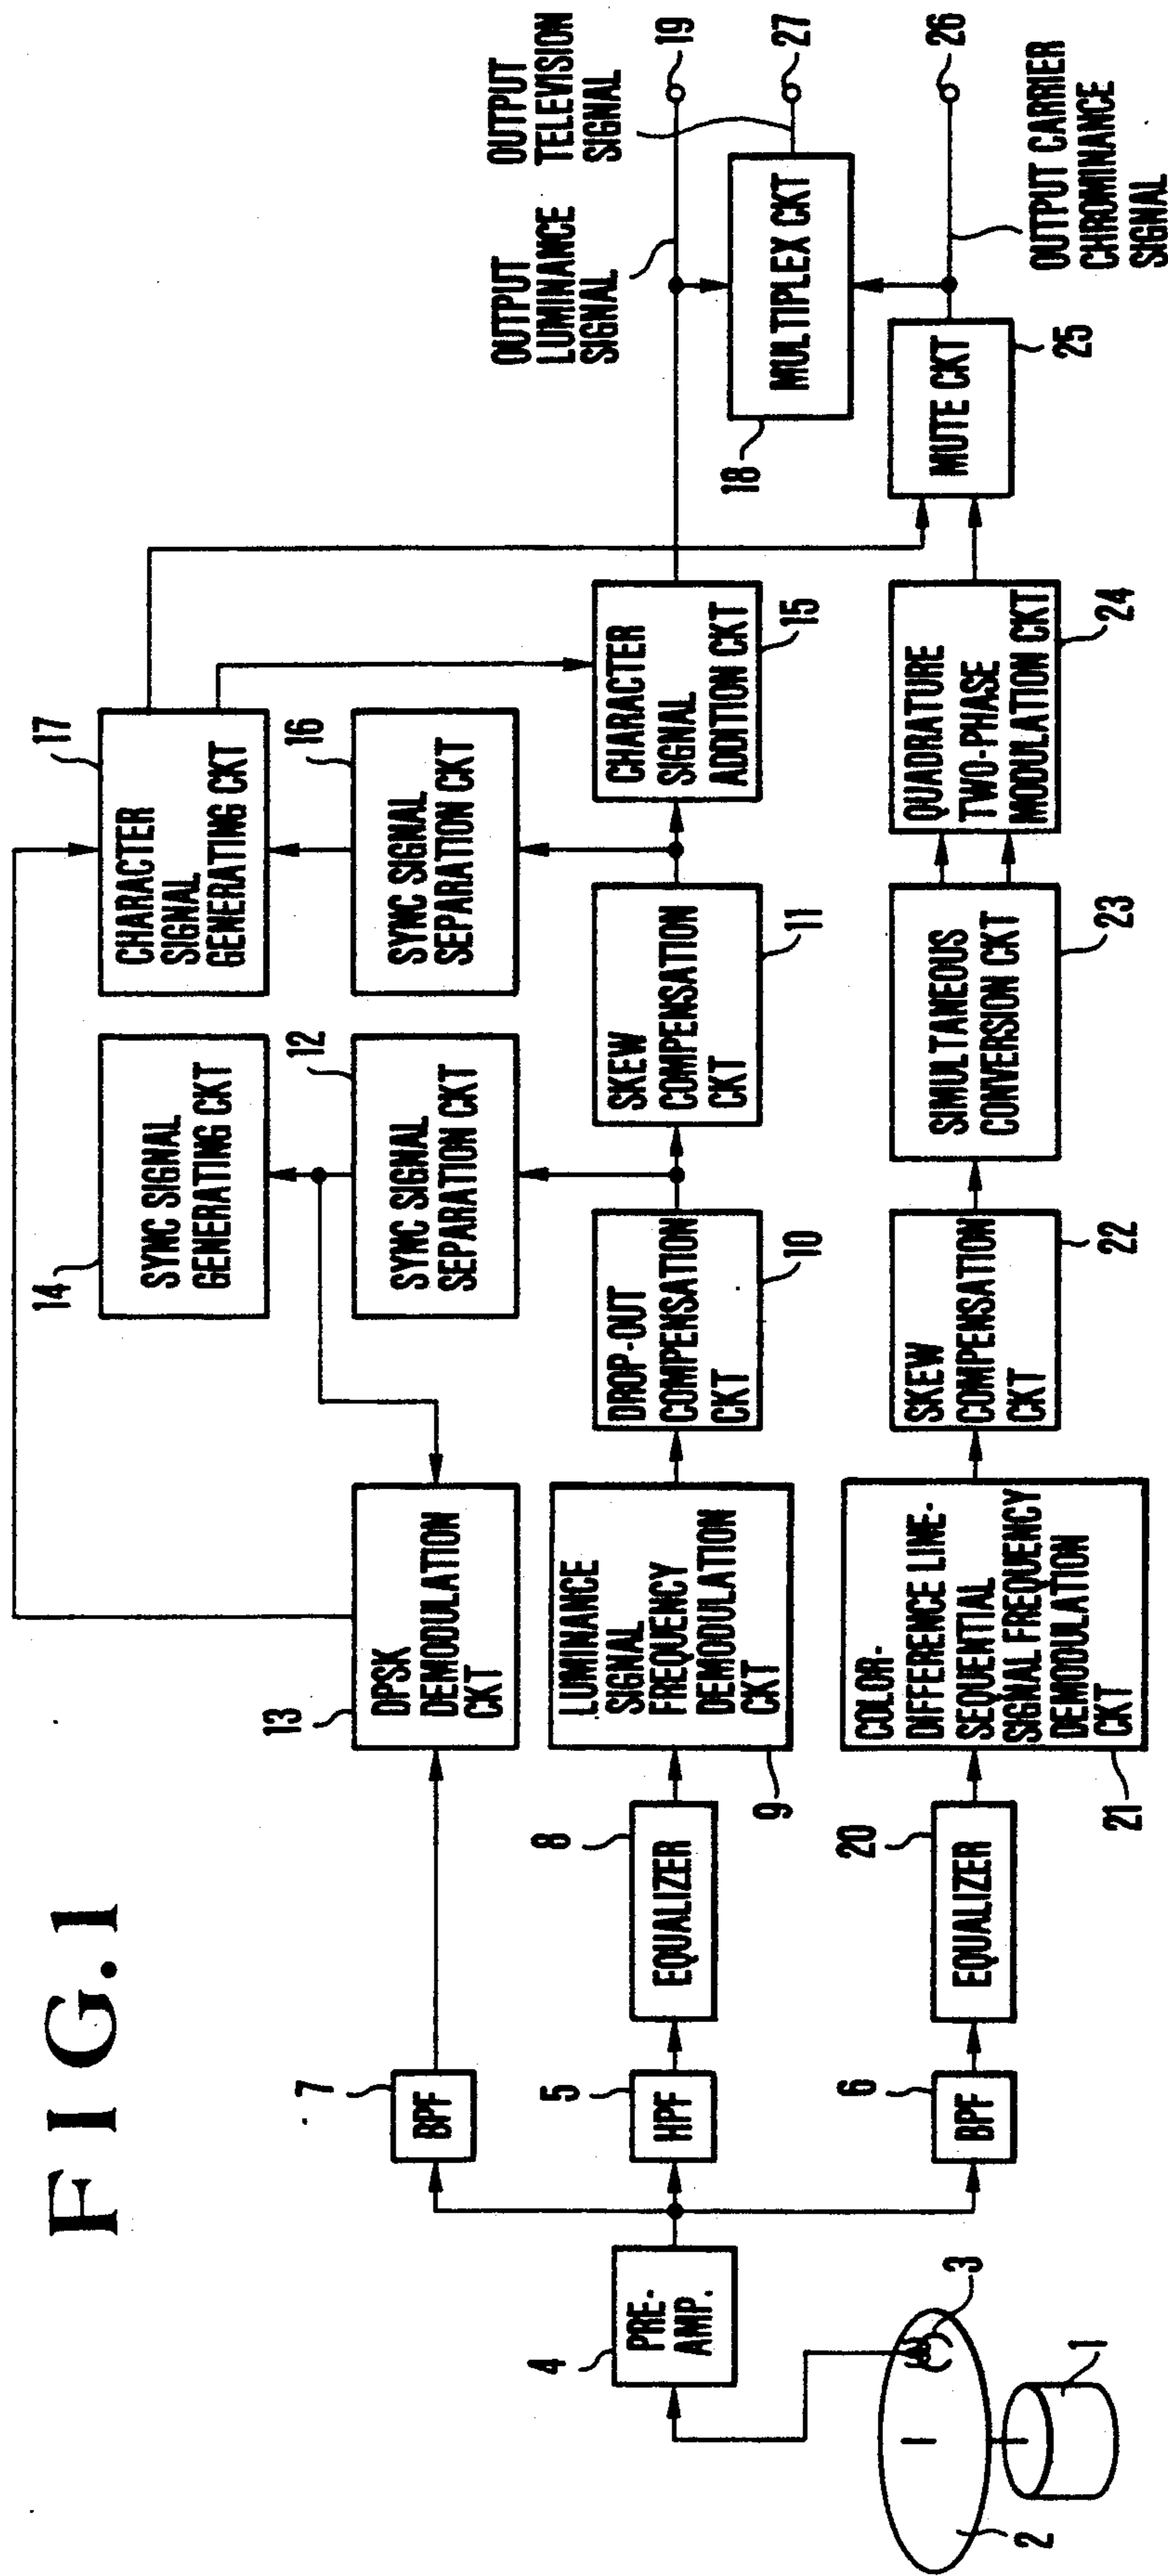 FIG.1
1
2
3
4
PRE-
AMP.
7
BPF
5
HPF
6
BPF
8
EQUALIZER
20
EQUALIZER
13
DPSK
DEMODULATION
CKT
9
LUMINANCE
SIGNAL
FREQUENCY
DEMODULATION
CKT
21
COLOR-
DIFFERENCE LINE-
SEQUENTIAL
SIGNAL FREQUENCY
DEMODULATION
CKT
14
SYNC SIGNAL
GENERATING CKT
12
SYNC SIGNAL
SEPARATION CKT
10
DROP-OUT
COMPENSATION
CKT
22
SKEW
COMPENSATION
CKT
17
CHARACTER
SIGNAL
GENERATING CKT
16
SYNC SIGNAL
SEPARATION CKT
11
SKEW
COMPENSATION
CKT
23
SIMULTANEOUS
CONVERSION CKT
15
CHARACTER
SIGNAL
ADDITION CKT
24
QUADRATURE
TWO-PHASE
MODULATION CKT
18
MULTIPLEX CKT
25
MUTE CKT
OUTPUT
LUMINANCE
SIGNAL
OUTPUT
TELEVISION
SIGNAL
OUTPUT CARRIER
CHROMINANCE
SIGNAL
19
27
26